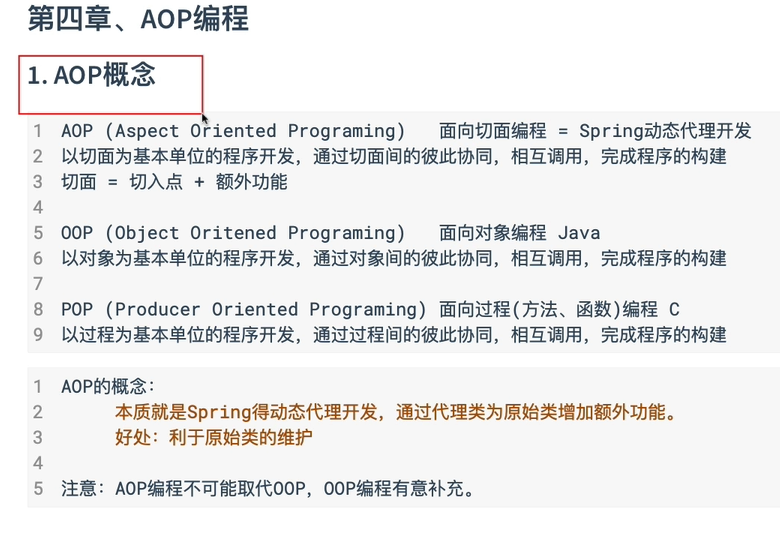 第四章、AOP编程
1. AOP概念
1 AOP (Aspect Oriented Programing) 面向切面编程 = Spring动态代理开发
2 以切面为基本单位的程序开发，通过切面间的彼此协同，相互调用，完成程序的构建
3 切面 = 切入点 + 额外功能
4
5 OOP (Object Oritened Programing) 面向对象编程 Java
6 以对象为基本单位的程序开发，通过对象间的彼此协同，相互调用，完成程序的构建
7
8 POP (Producer Oriented Programing) 面向过程(方法、函数)编程 C
9 以过程为基本单位的程序开发，通过过程间的彼此协同，相互调用，完成程序的构建
1 AOP的概念：
2 本质就是Spring得动态代理开发，通过代理类为原始类增加额外功能。
3 好处：利于原始类的维护
4
5 注意：AOP编程不可能取代OOP，OOP编程有意补充。